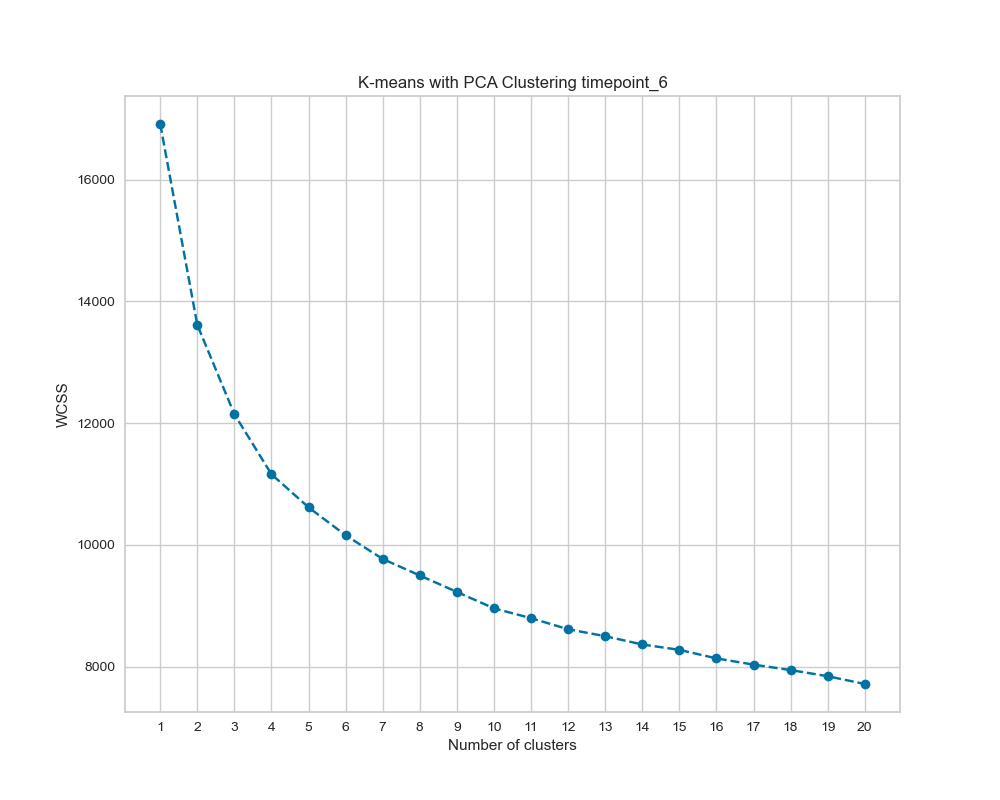 K-means with PCA Clustering timepoint_6
WCSS
16000
14000
12000
10000
8000
1 2 3 4 5 6 7 8 9 10 11 12 13 14 15 16 17 18 19 20
Number of clusters